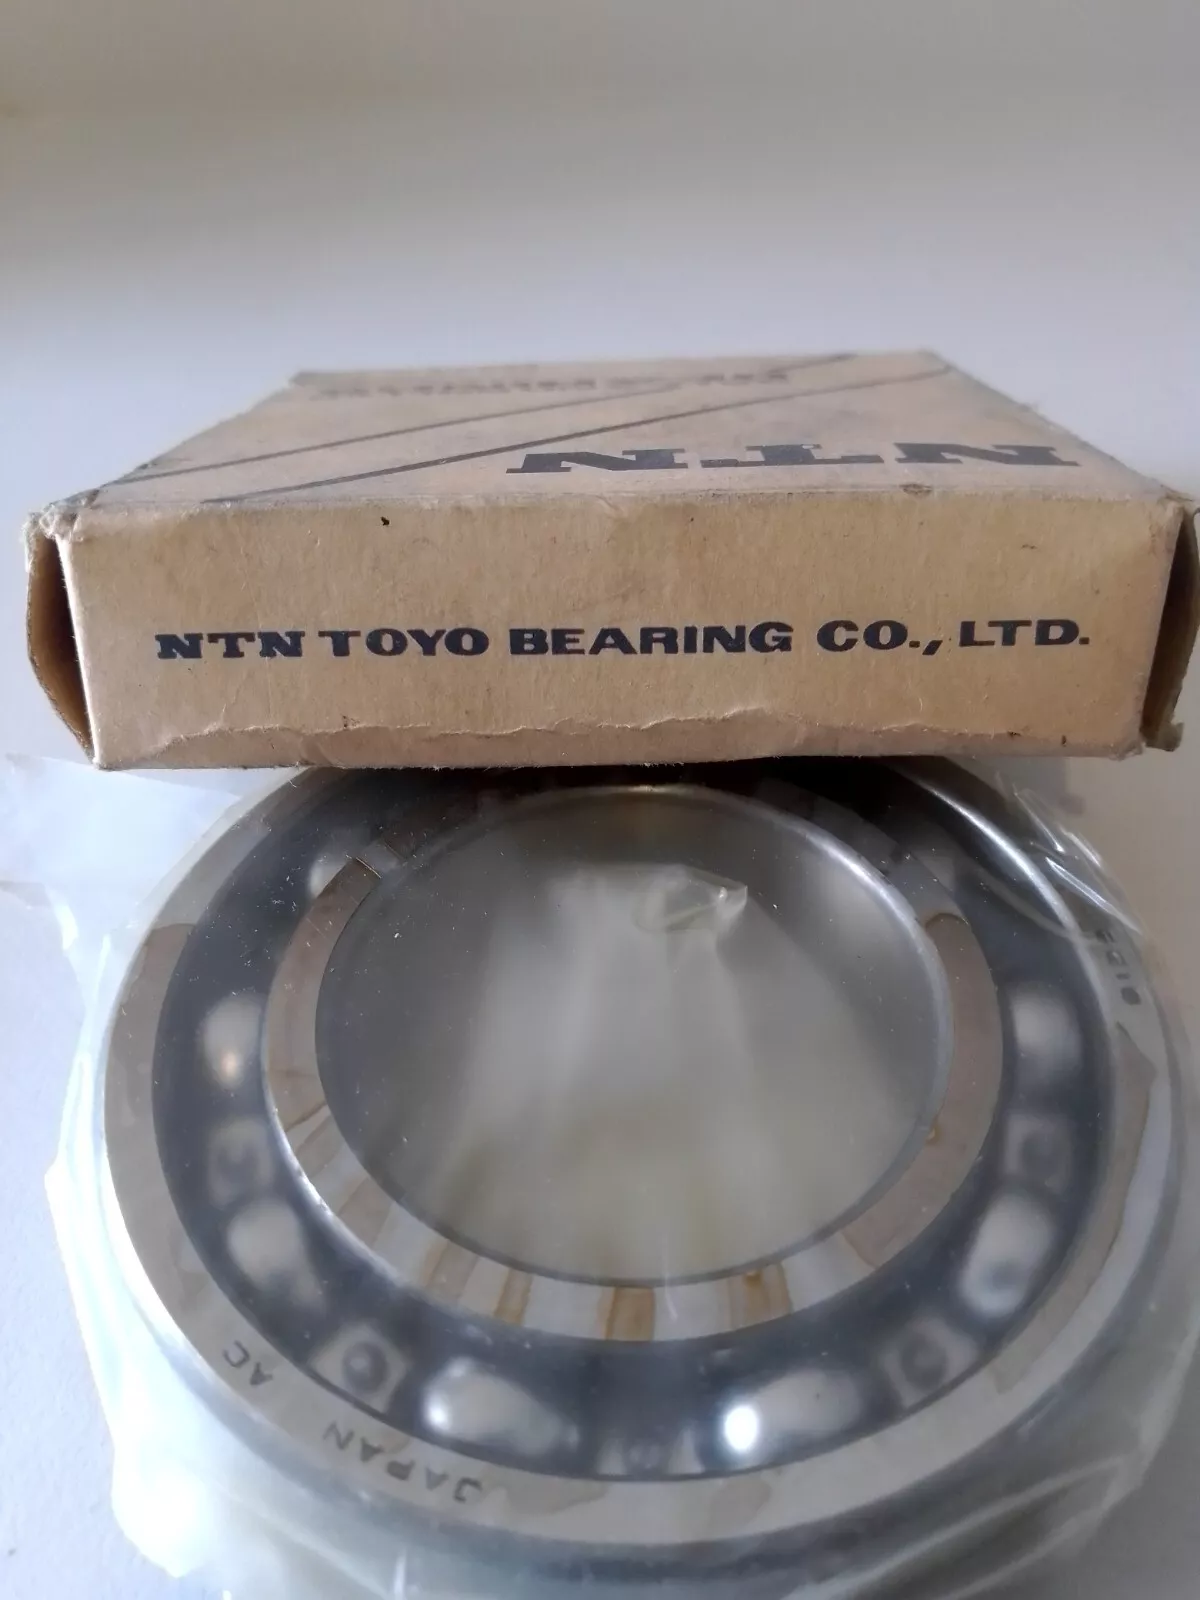 NTN
NTN TOYO BEARING CO., LTD.
JAPAN AC